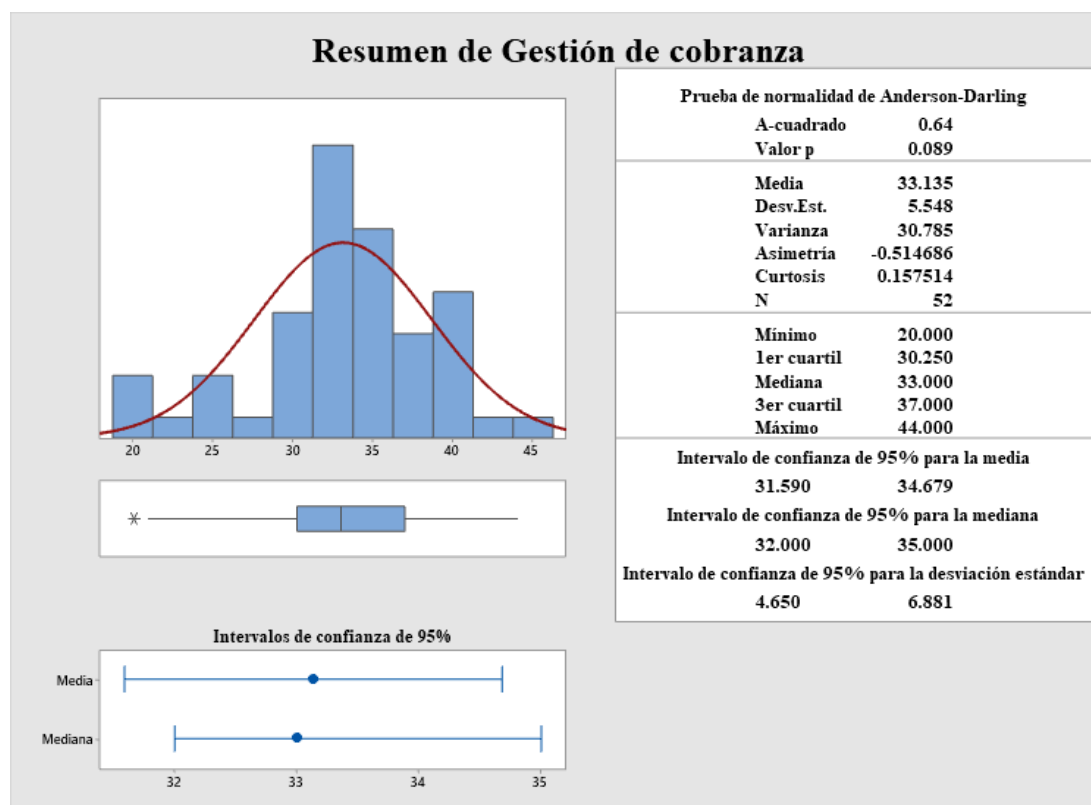 Resumen de Gestión de cobranza
20 25 30 35 40 45
Intervalos de confianza de 95%
Media
Mediana
32 33 34 35
Prueba de normalidad de Anderson-Darling
A-cuadrado 0.64
Valor p 0.089
Media 33.135
Desv.Est. 5.548
Varianza 30.785
Asimetría -0.514686
Curtosis 0.157514
N 52
Mínimo 20.000
1er cuartil 30.250
Mediana 33.000
3er cuartil 37.000
Máximo 44.000
Intervalo de confianza de 95% para la media
31.590 34.679
Intervalo de confianza de 95% para la mediana
32.000 35.000
Intervalo de confianza de 95% para la desviación estándar
4.650 6.881